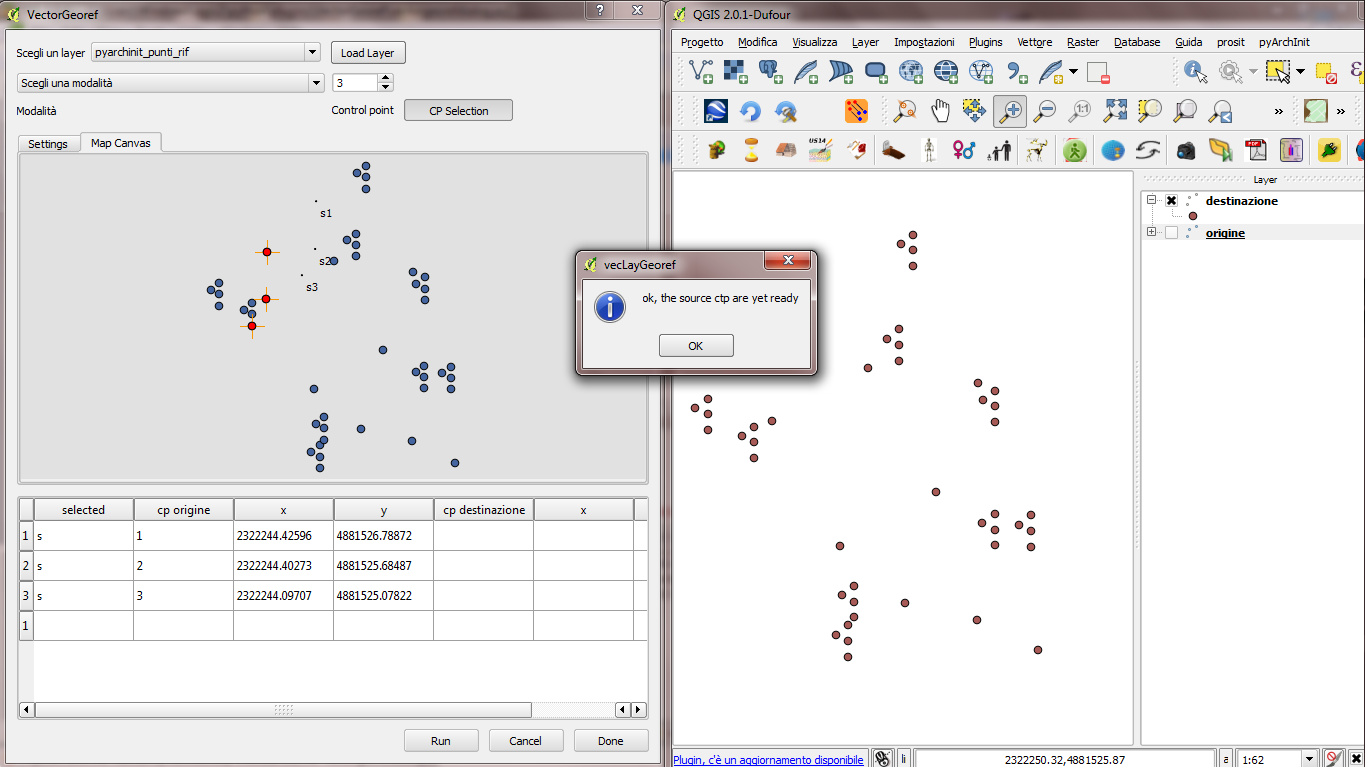 VectorGeoref
Scegli un layer pyarchinit_punti_rif Load Layer
Scegli una modalità 3
Modalità Control point CP Selection
Settings Map Canvas
s1
s2
s3
selected cp origine x y cp destinazione x
1 s 1 2322244.42596 4881526.78872
2 s 2 2322244.40273 4881525.68487
3 s 3 2322244.09707 4881525.07822
1
Run Cancel Done
vecLayGeoref
ok, the source ctp are yet ready
OK
QGIS 2.0.1-Dufour
Progetto Modifica Visualizza Layer Impostazioni Plugins Vettore Raster Database Guida prosit pyArchInit
US14
PDF
Layer
destinazione
origine
Plugin, c'è un aggiornamento disponibile li 2322250.32,4881525.87 a 1:62